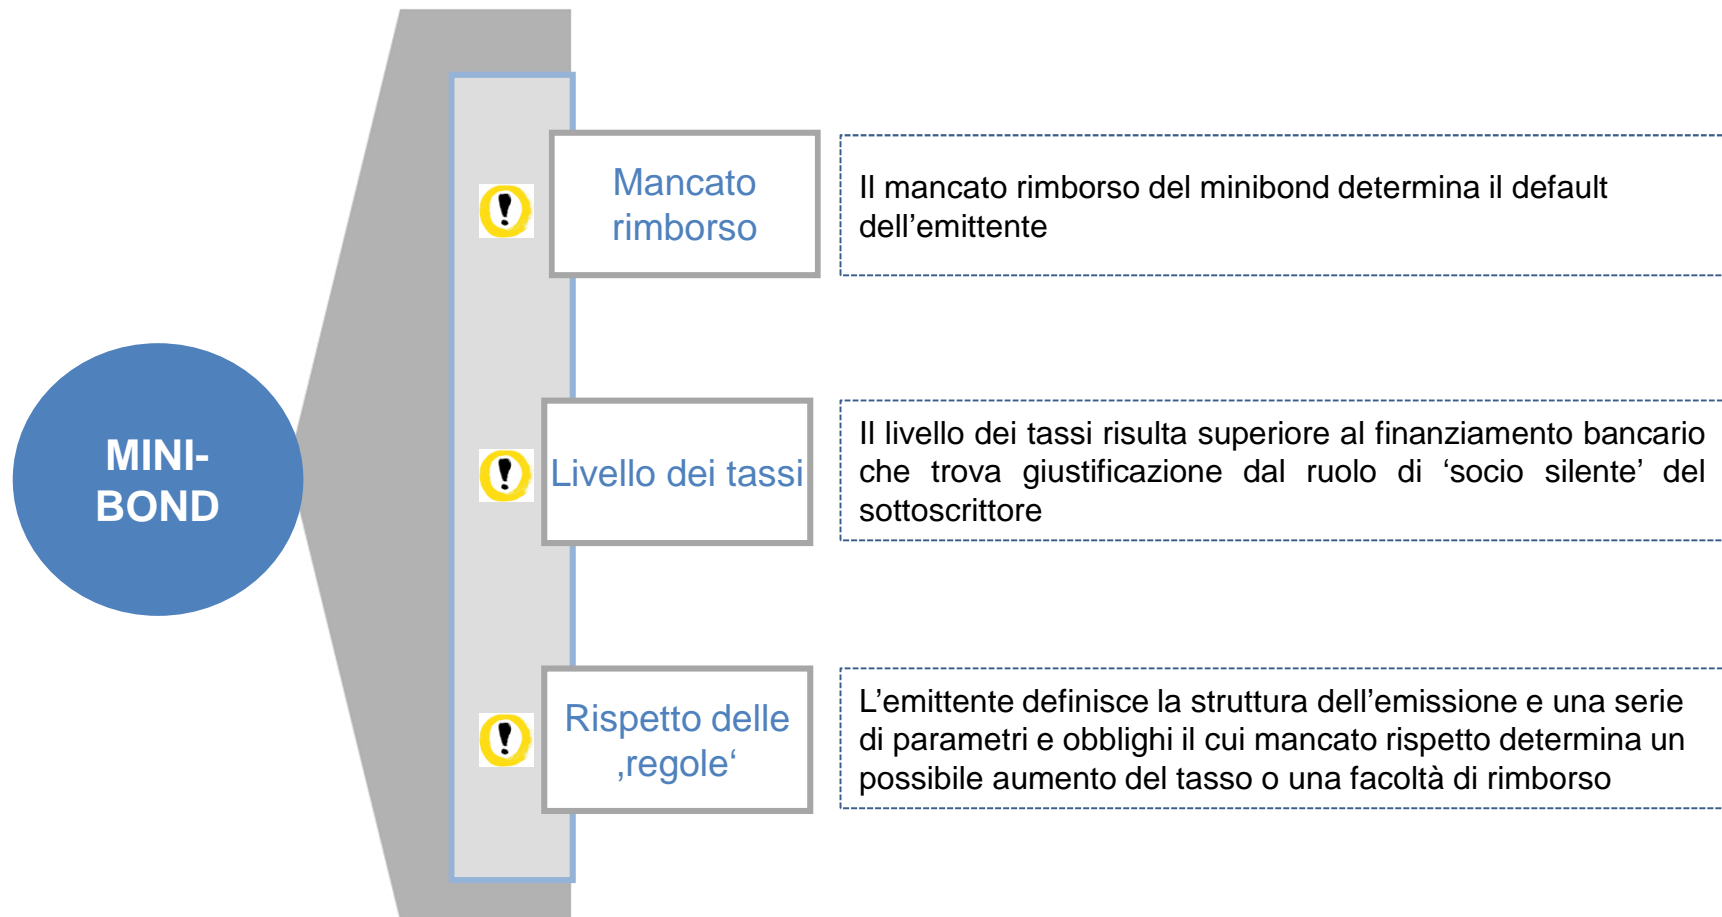 MINI-
BOND
Mancato
rimborso
Il mancato rimborso del minibond determina il default
dell’emittente
Livello dei tassi
Il livello dei tassi risulta superiore al finanziamento bancario
che trova giustificazione dal ruolo di ‘socio silente’ del
sottoscrittore
Rispetto delle
‚regole‘
L’emittente definisce la struttura dell’emissione e una serie
di parametri e obblighi il cui mancato rispetto determina un
possibile aumento del tasso o una facoltà di rimborso